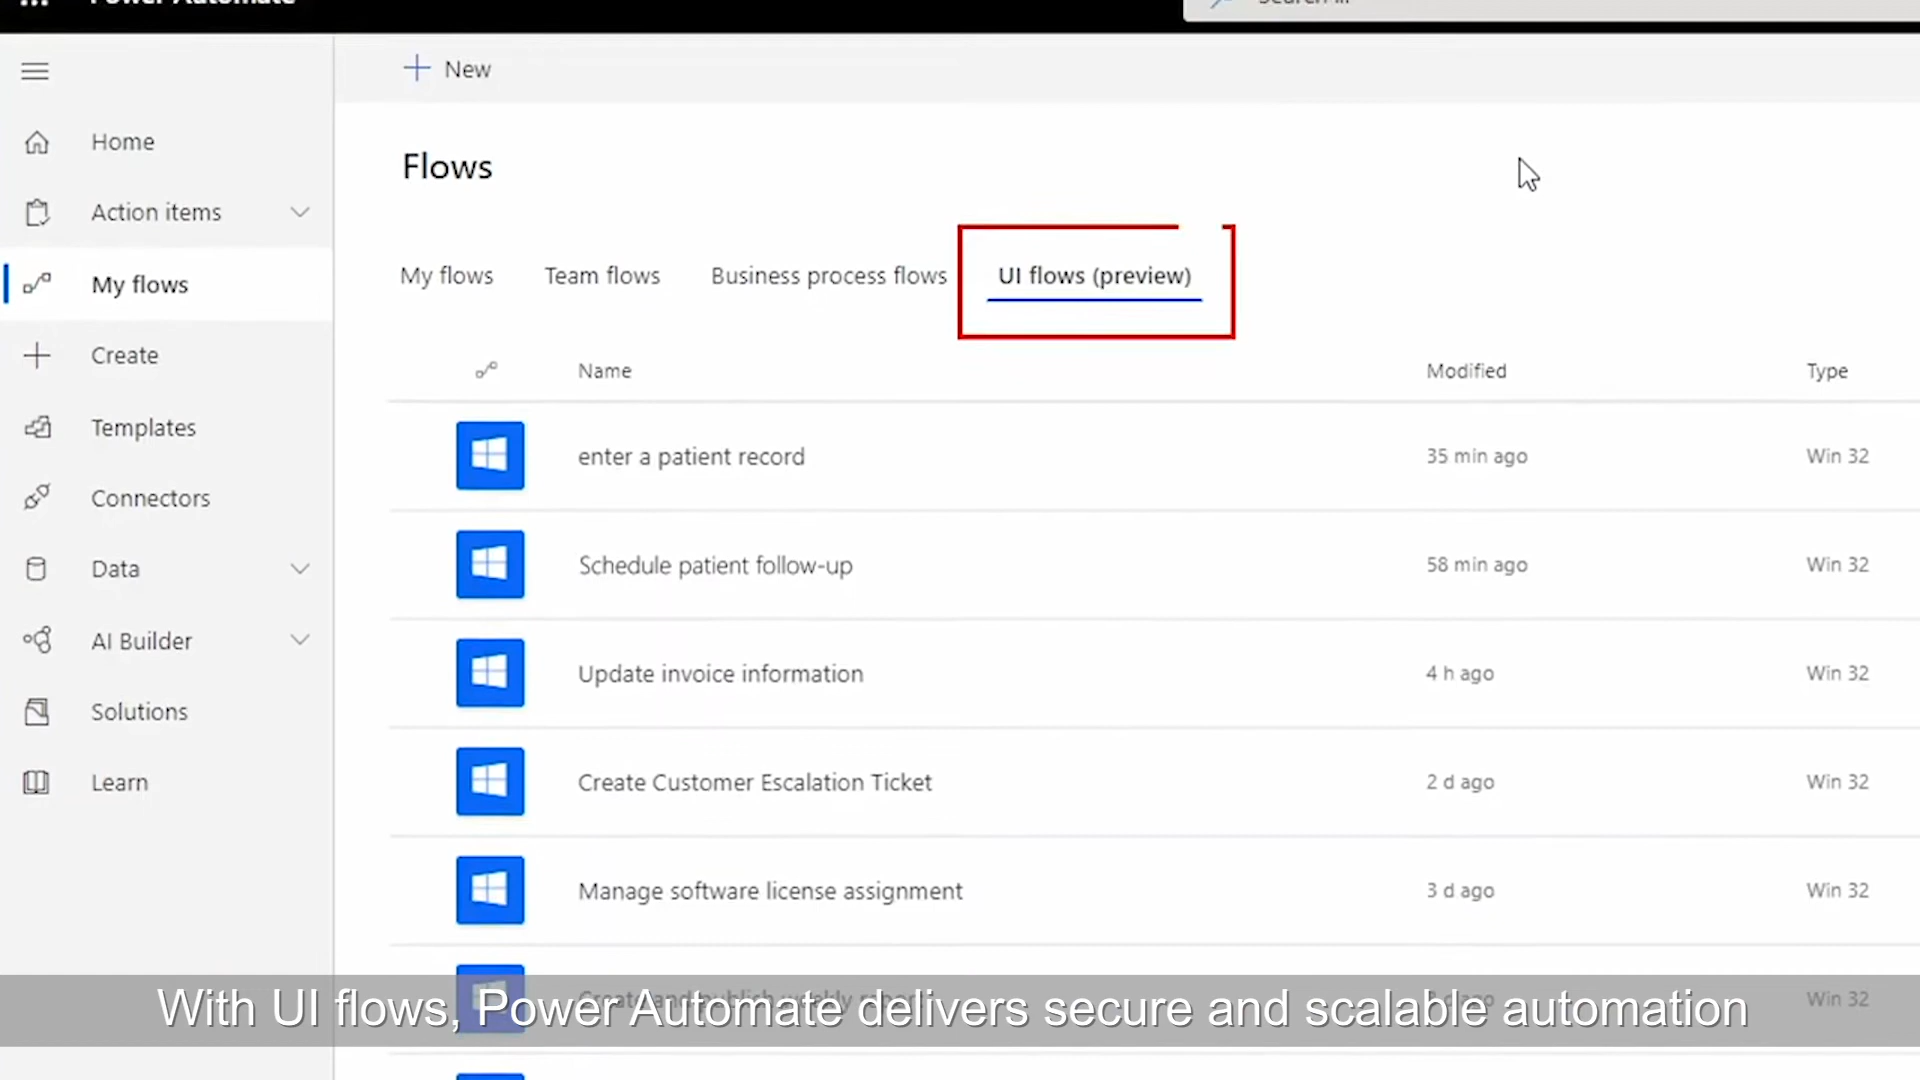 Power Automate
New
Home
Flows
Action items
My flows
Team flows
Business process flows
UI flows (preview)
My flows
Create
Name
Modified
Type
Templates
enter a patient record
35 min ago
Win 32
Connectors
Data
Schedule patient follow-up
58 min ago
Win 32
AI Builder
Update invoice information
4 h ago
Win 32
Solutions
Learn
Create Customer Escalation Ticket
2 d ago
Win 32
Manage software license assignment
3 d ago
Win 32
With UI flows, Power Automate delivers secure and scalable automation
Win 32